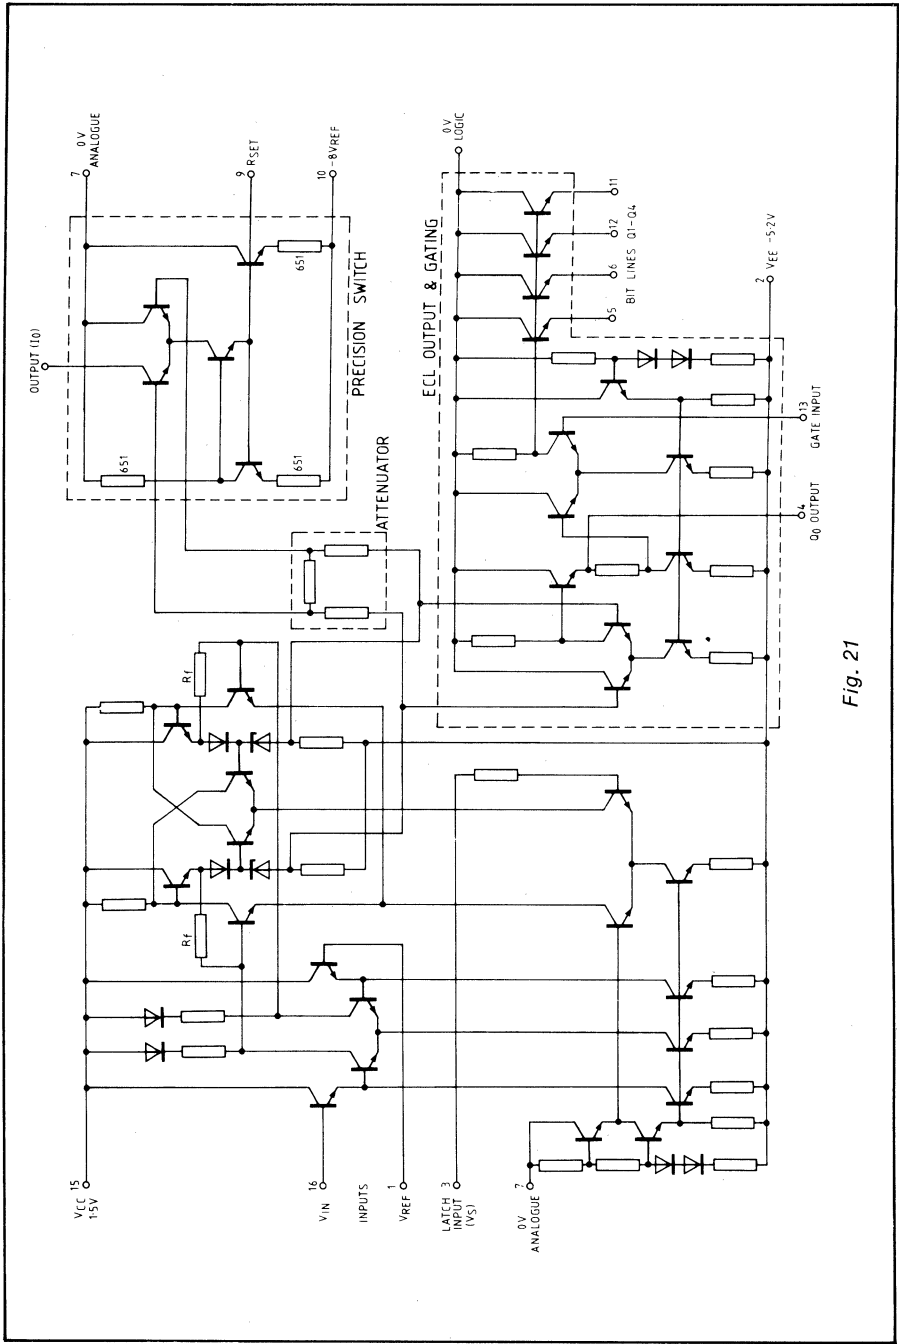 VCC 15
1·5V
VIN 16
INPUTS
VREF 1
LATCH 3
INPUT
(VS)
0V 7
ANALOGUE
Rf
Rf
ATTENUATOR
OUTPUT (I0)
651
651
651
PRECISION SWITCH
7 0V
ANALOGUE
9 RSET
10 -8VREF
ECL OUTPUT & GATING
0V
LOGIC
5
6
12
11
BIT LINES Q1-Q4
2 VEE -5·2V
4
Q0 OUTPUT
13
GATE INPUT
Fig. 21